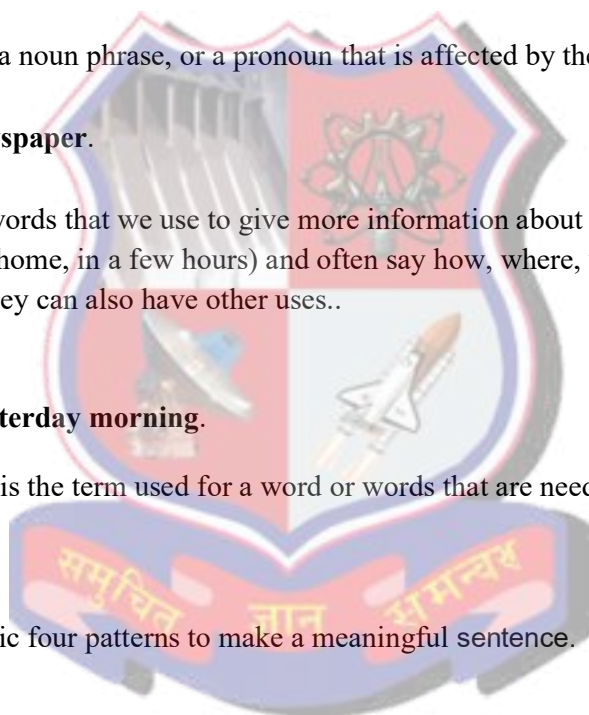 a noun phrase, or a pronoun that is affected by the
spaper.
words that we use to give more information about
home, in a few hours) and often say how, where,
ey can also have other uses..
terday morning.
is the term used for a word or words that are need
ic four patterns to make a meaningful sentence.
समुचित ज्ञान समन्वय